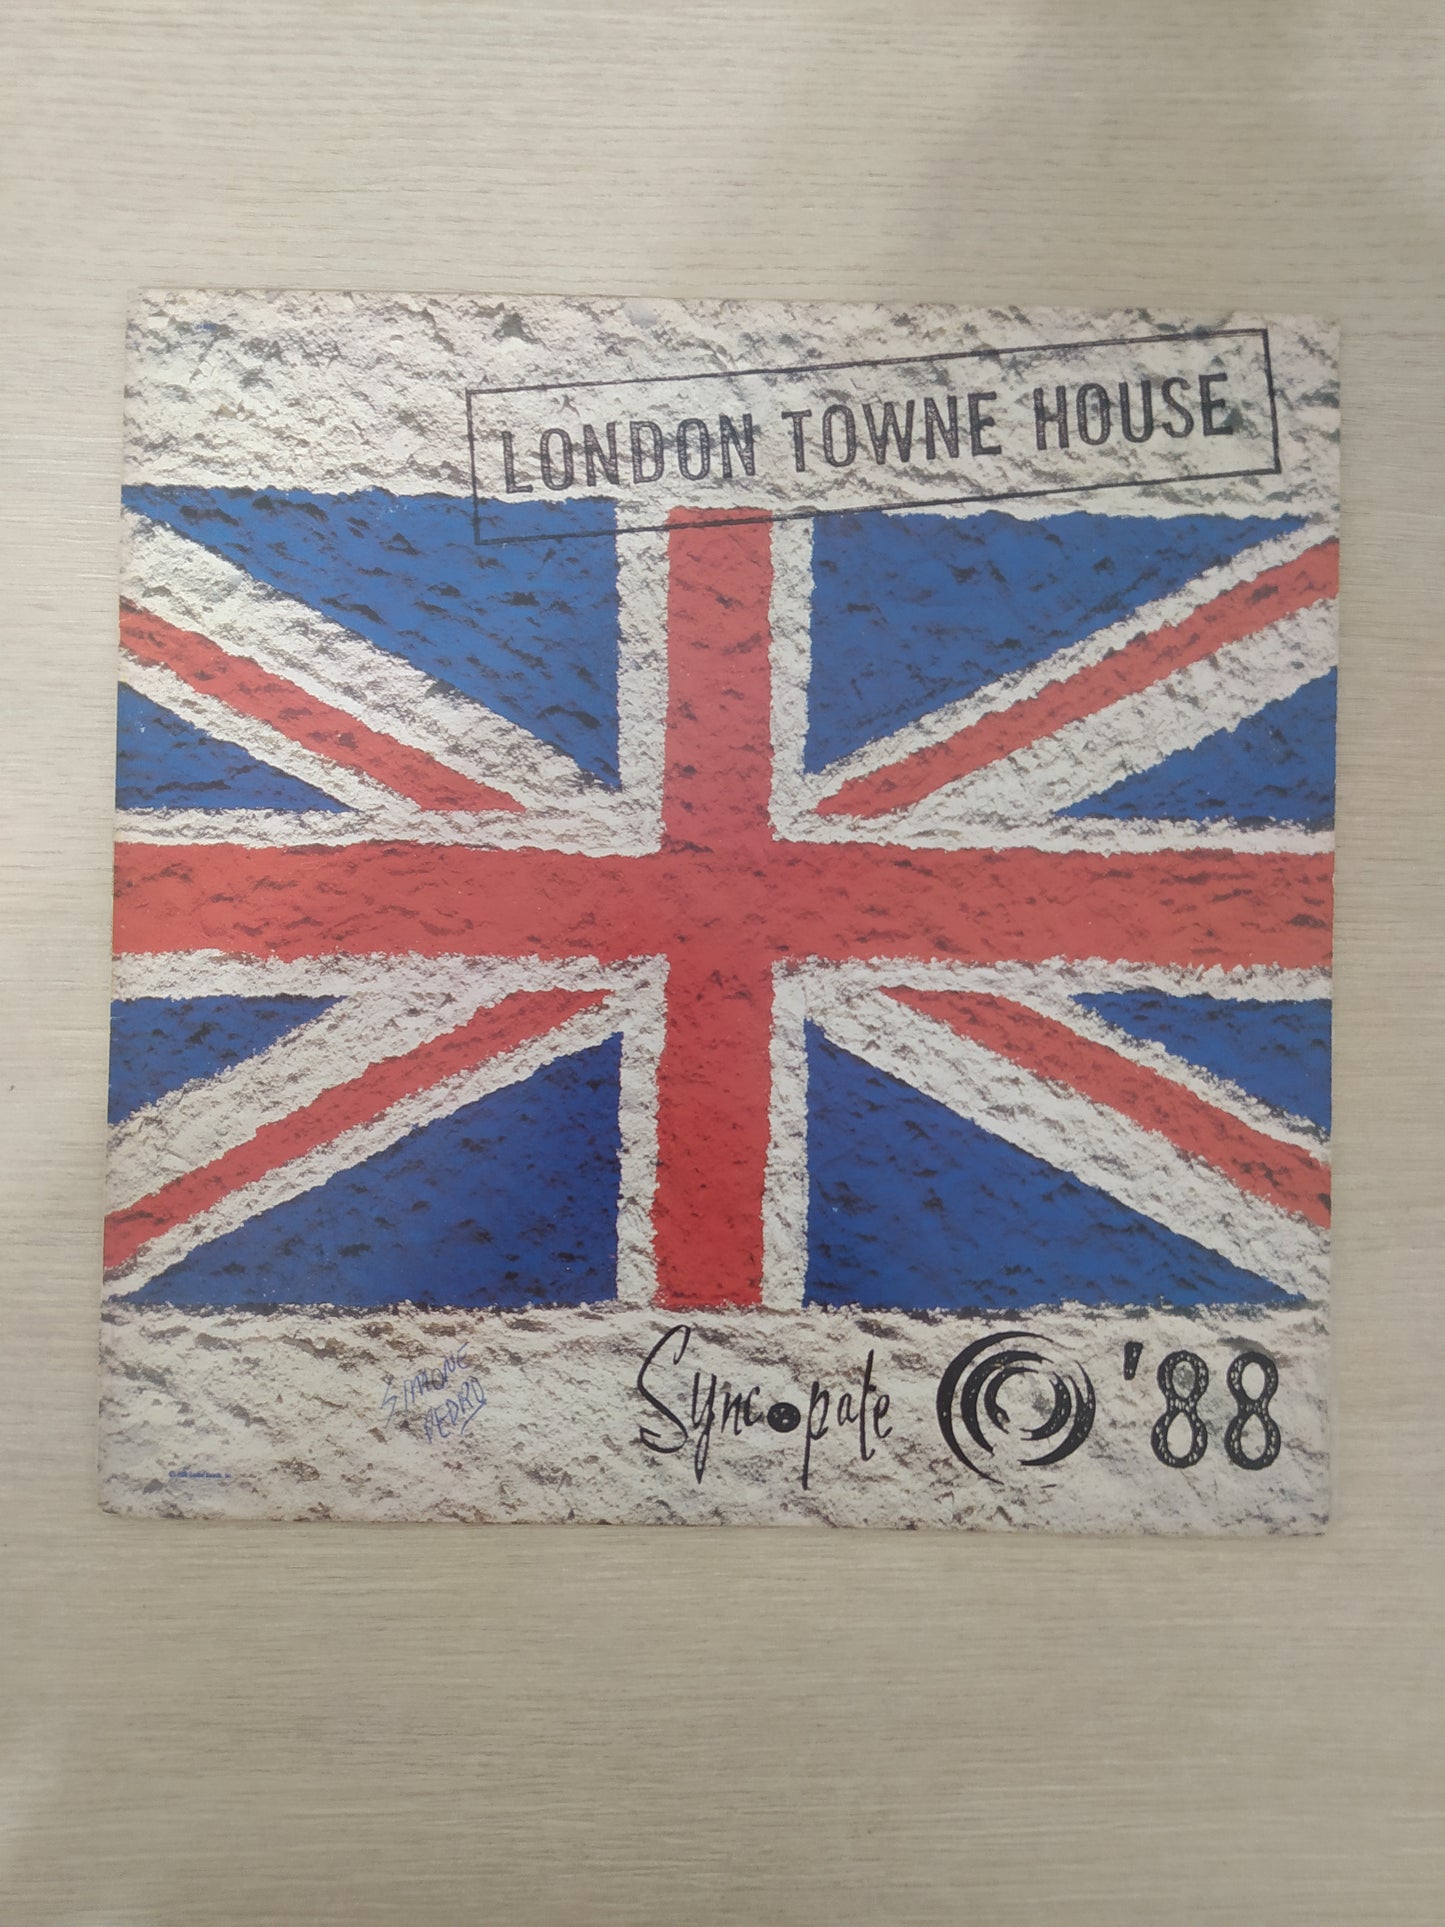 LONDON TOWNE HOUSE
Syncopate '88
SIMONE
PEDRO